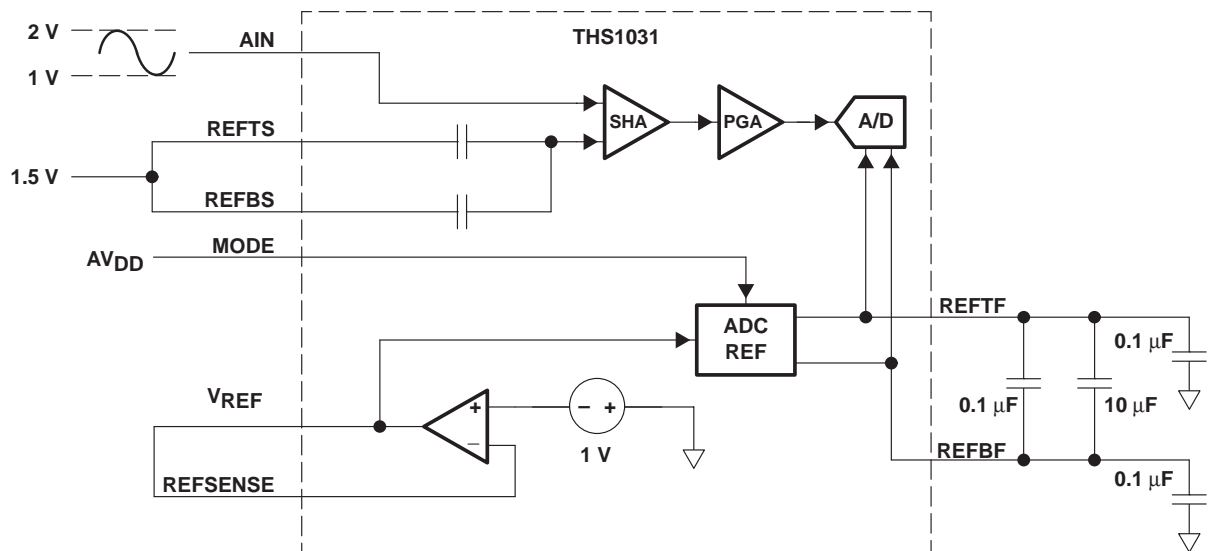 THS1031
2 V
AIN
1 V
SHA
PGA
A/D
REFTS
1.5 V
REFBS
MODE
AVDD
ADC
REF
REFTF
0.1 μF
0.1 μF
10 μF
VREF
+
−
− +
1 V
REFBF
REFSENSE
0.1 μF